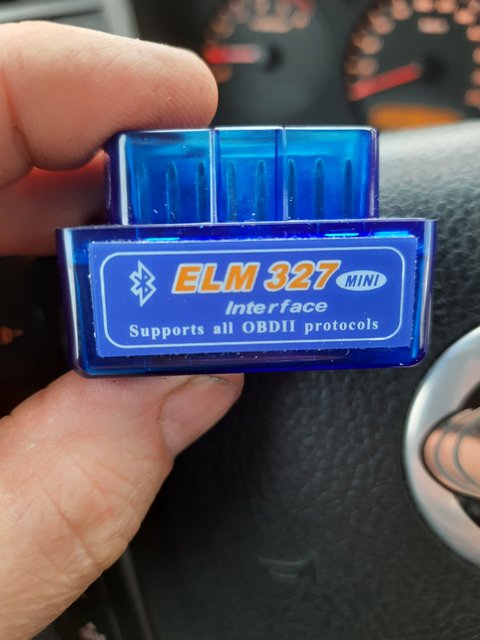 ELM 327 MINI
Interface
Supports all OBDII protocols